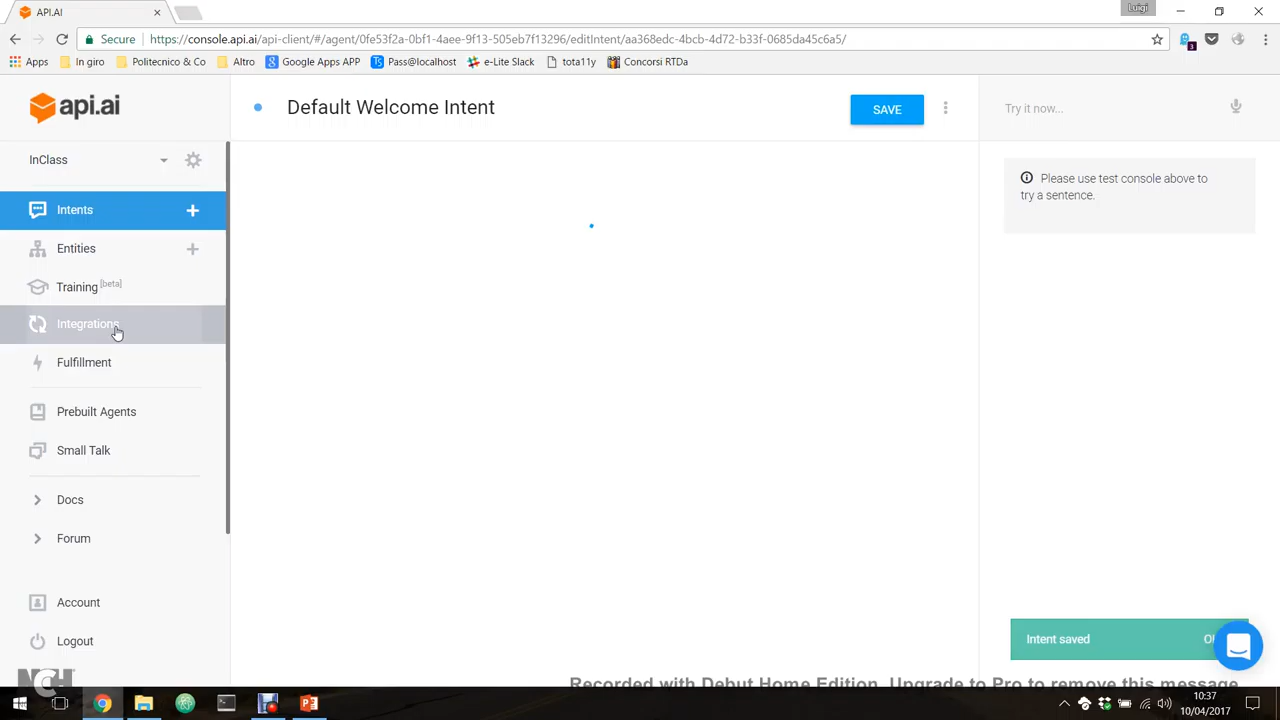 API.AI
Luigi
Secure
https://console.api.ai/api-client/#/agent/0fe53f2a-0bf1-4aee-9f13-505eb7f13296/editIntent/aa368edc-4bcb-4d72-b33f-0685da45c6a5/
3
Apps
In giro
Politecnico & Co
Altro
Google Apps APP
Pass@localhost
e-Lite Slack
tota11y
Concorsi RTDa
api.ai
Default Welcome Intent
SAVE
Try it now...
InClass
Please use test console above to
try a sentence.
Intents
Entities
Training [beta]
Integrations
Fulfillment
Prebuilt Agents
Small Talk
Docs
Forum
Account
Intent saved
Logout
NCH
Recorded with Debut Home Edition. Upgrade to Pro to remove this message
10:37
10/04/2017